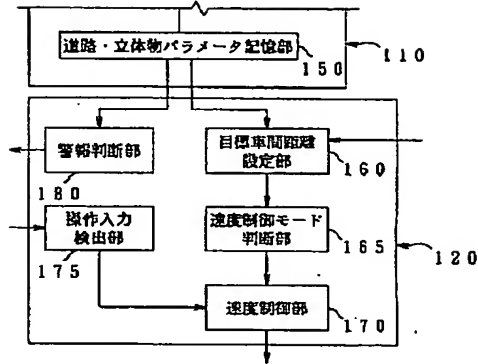 道路・立体物パラメータ記憶部
150
110
警報判断部
180
目標車間距離
設定部
160
操作入力
検出部
175
速度制御モード
判断部
165
120
速度制御部
170